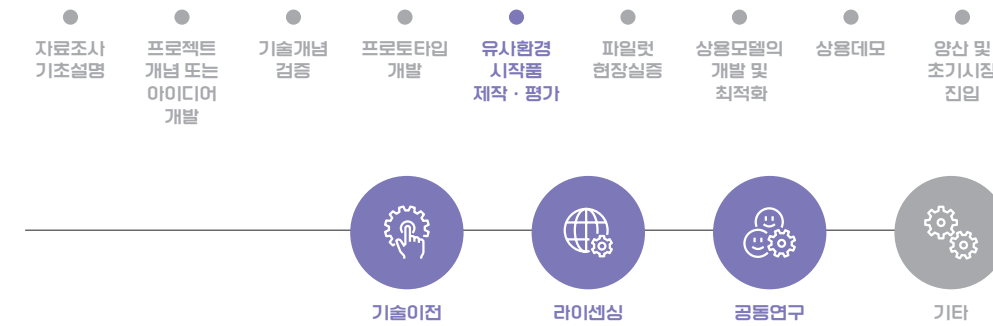 자료조사
기초설명
프로젝트
개념 또는
아이디어
개발
기술개념
검증
프로토타입
개발
유사환경
시작품
제작 · 평가
파일럿
현장실증
상용모델의
개발 및
최적화
상용데모
양산 및
초기시장
진입
기술이전
라이센싱
공동연구
기타